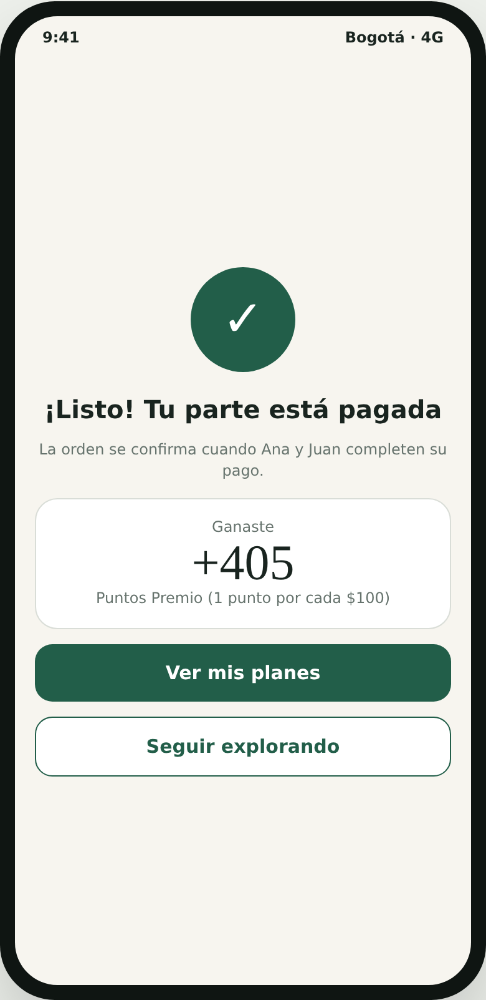 9:41 Bogotá · 4G
✓
¡Listo! Tu parte está pagada
La orden se confirma cuando Ana y Juan completen su
pago.
Ganaste
+405
Puntos Premio (1 punto por cada $100)
Ver mis planes
Seguir explorando